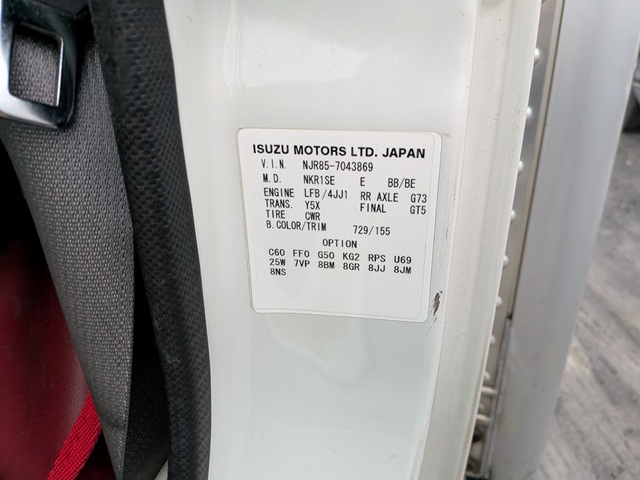 ISUZU MOTORS LTD. JAPAN
V.I.N. NJR85-7043869
M.D. NKR1SE E BB/BE
ENGINE LFB/4JJ1 RR AXLE G73
TRANS. Y5X FINAL GT5
TIRE CWR
B.COLOR/TRIM 729/155
OPTION
C60 FF0 G50 KG2 RPS U69
25W 7VP 8BM 8GR 8JJ 8JM
8NS